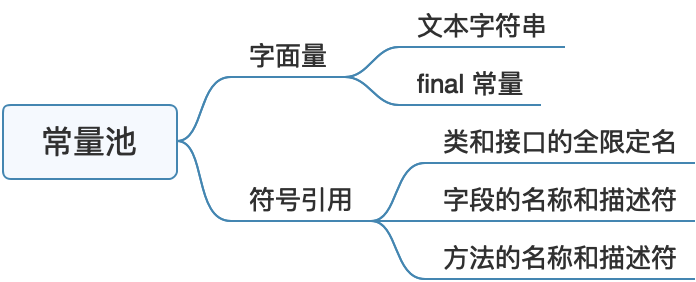 常量池
字面量
文本字符串
final 常量
符号引用
类和接口的全限定名
字段的名称和描述符
方法的名称和描述符